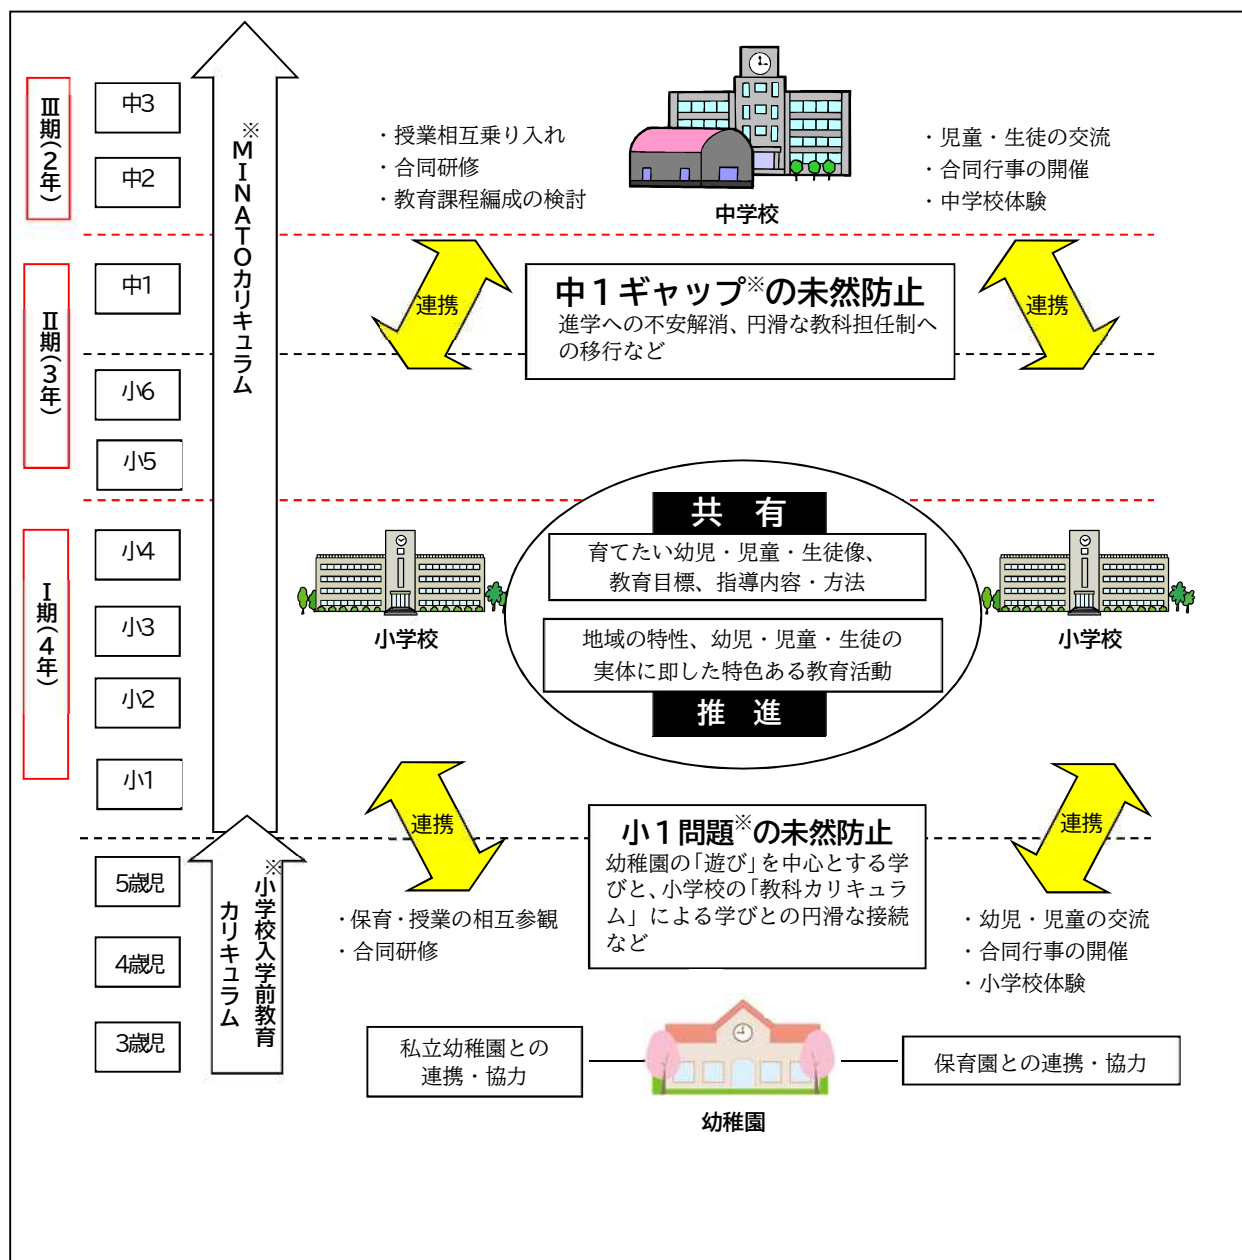 Ⅲ期(2年)
中3
中2
※MINATOカリキュラム
・授業相互乗り入れ
・合同研修
・教育課程編成の検討
中学校
・児童・生徒の交流
・合同行事の開催
・中学校体験
Ⅱ期(3年)
中1
小6
小5
連携
中１ギャップ※の未然防止
進学への不安解消、円滑な教科担任制へ
の移行など
連携
Ⅰ期(4年)
小4
小3
小2
小1
小学校
共 有
育てたい幼児・児童・生徒像、
教育目標、指導内容・方法
地域の特性、幼児・児童・生徒の
実体に即した特色ある教育活動
推 進
小学校
連携
小１問題※の未然防止
幼稚園の「遊び」を中心とする学
びと、小学校の「教科カリキュラ
ム」による学びとの円滑な接続
など
連携
5歳児
4歳児
3歳児
※小学校入学前教育
カリキュラム
・保育・授業の相互参観
・合同研修
・幼児・児童の交流
・合同行事の開催
・小学校体験
私立幼稚園との
連携・協力
幼稚園
保育園との連携・協力